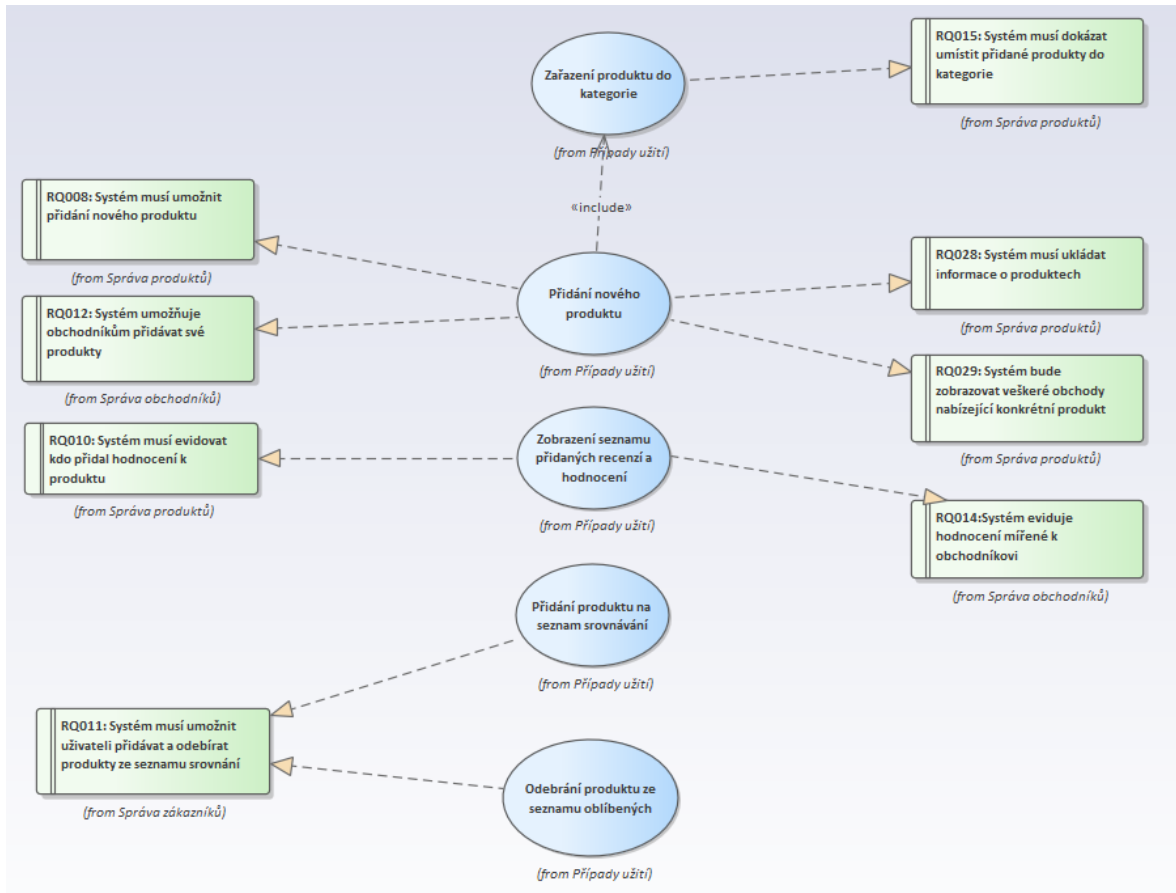 Zařazení produktu do
kategorie
(from Případy užití)
RQ015: Systém musí dokázat
umístit přidané produkty do
kategorie
(from Správa produktů)
«include»
RQ008: Systém musí umožnit
přidání nového produktu
(from Správa produktů)
Přidání nového
produktu
(from Případy užití)
RQ028: Systém musí ukládat
informace o produktech
(from Správa produktů)
RQ012: Systém umožňuje
obchodníkům přidávat své
produkty
(from Správa obchodníků)
RQ029: Systém bude
zobrazovat veškeré obchody
nabízející konkrétní produkt
(from Správa produktů)
RQ010: Systém musí evidovat
kdo přidal hodnocení k
produktu
(from Správa produktů)
Zobrazení seznamu
přidaných recenzí a
hodnocení
(from Případy užití)
RQ014:Systém eviduje
hodnocení mířené k
obchodníkovi
(from Správa obchodníků)
Přidání produktu na
seznam srovnávání
(from Případy užití)
RQ011: Systém musí umožnit
uživateli přidávat a odebírat
produkty ze seznamu srovnání
(from Správa zákazníků)
Odebrání produktu ze
seznamu oblíbených
(from Případy užití)